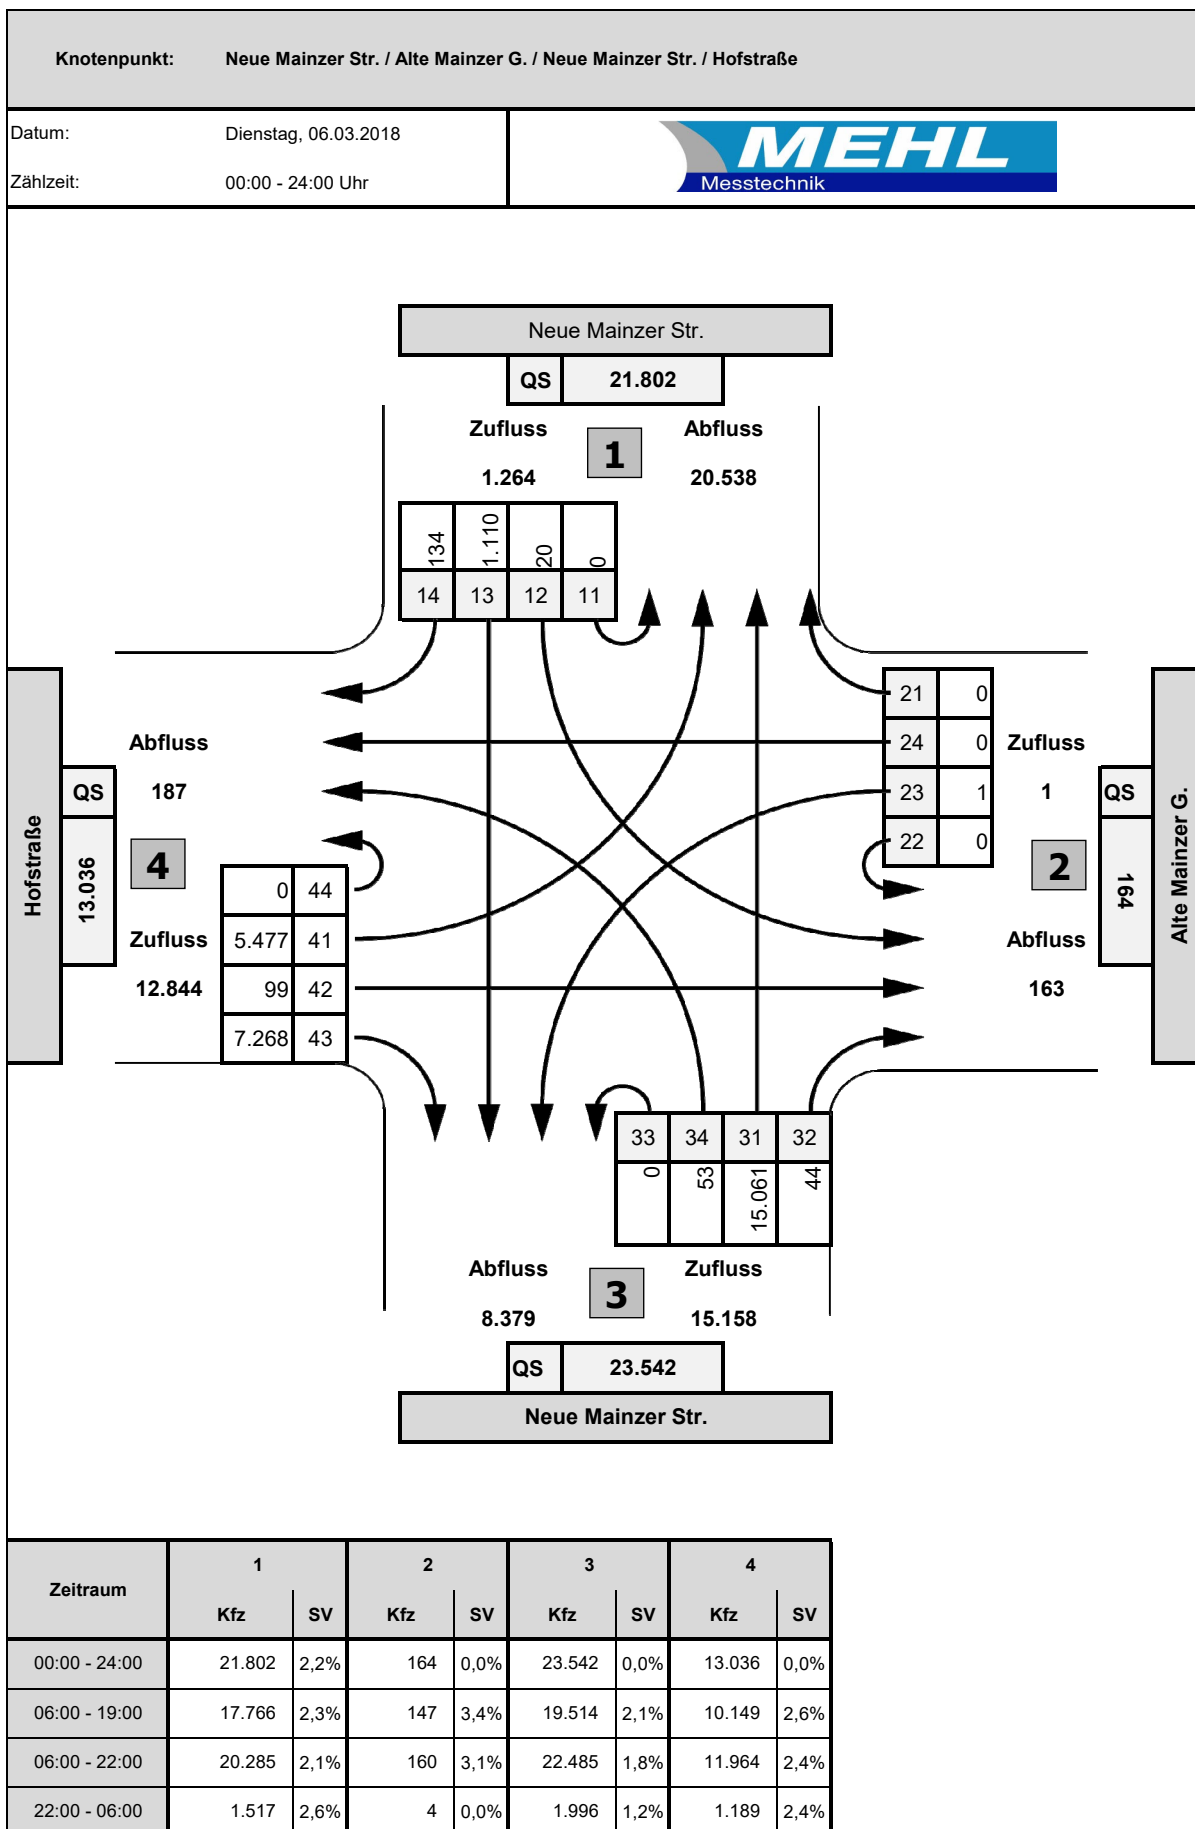 Knotenpunkt: Neue Mainzer Str. / Alte Mainzer G. / Neue Mainzer Str. / Hofstraße
Datum: Dienstag, 06.03.2018
Zählzeit: 00:00 - 24:00 Uhr
MEHL
Messtechnik
Neue Mainzer Str.
QS 21.802
Zufluss 1 Abfluss
1.264 20.538
134 1.110 20 0
14 13 12 11
21 0
24 0
23 1
22 0
Zufluss
1
QS
164
2
Alte Mainzer G.
Abfluss
163
Abfluss
187
Hofstraße
QS
13.036
4
Zufluss
12.844
0 44
5.477 41
99 42
7.268 43
33 34 31 32
0 53 15.061 44
Abfluss 3 Zufluss
8.379 15.158
QS 23.542
Neue Mainzer Str.
Zeitraum 1 2 3 4
Kfz SV Kfz SV Kfz SV Kfz SV
00:00 - 24:00 21.802 2,2% 164 0,0% 23.542 0,0% 13.036 0,0%
06:00 - 19:00 17.766 2,3% 147 3,4% 19.514 2,1% 10.149 2,6%
06:00 - 22:00 20.285 2,1% 160 3,1% 22.485 1,8% 11.964 2,4%
22:00 - 06:00 1.517 2,6% 4 0,0% 1.996 1,2% 1.189 2,4%